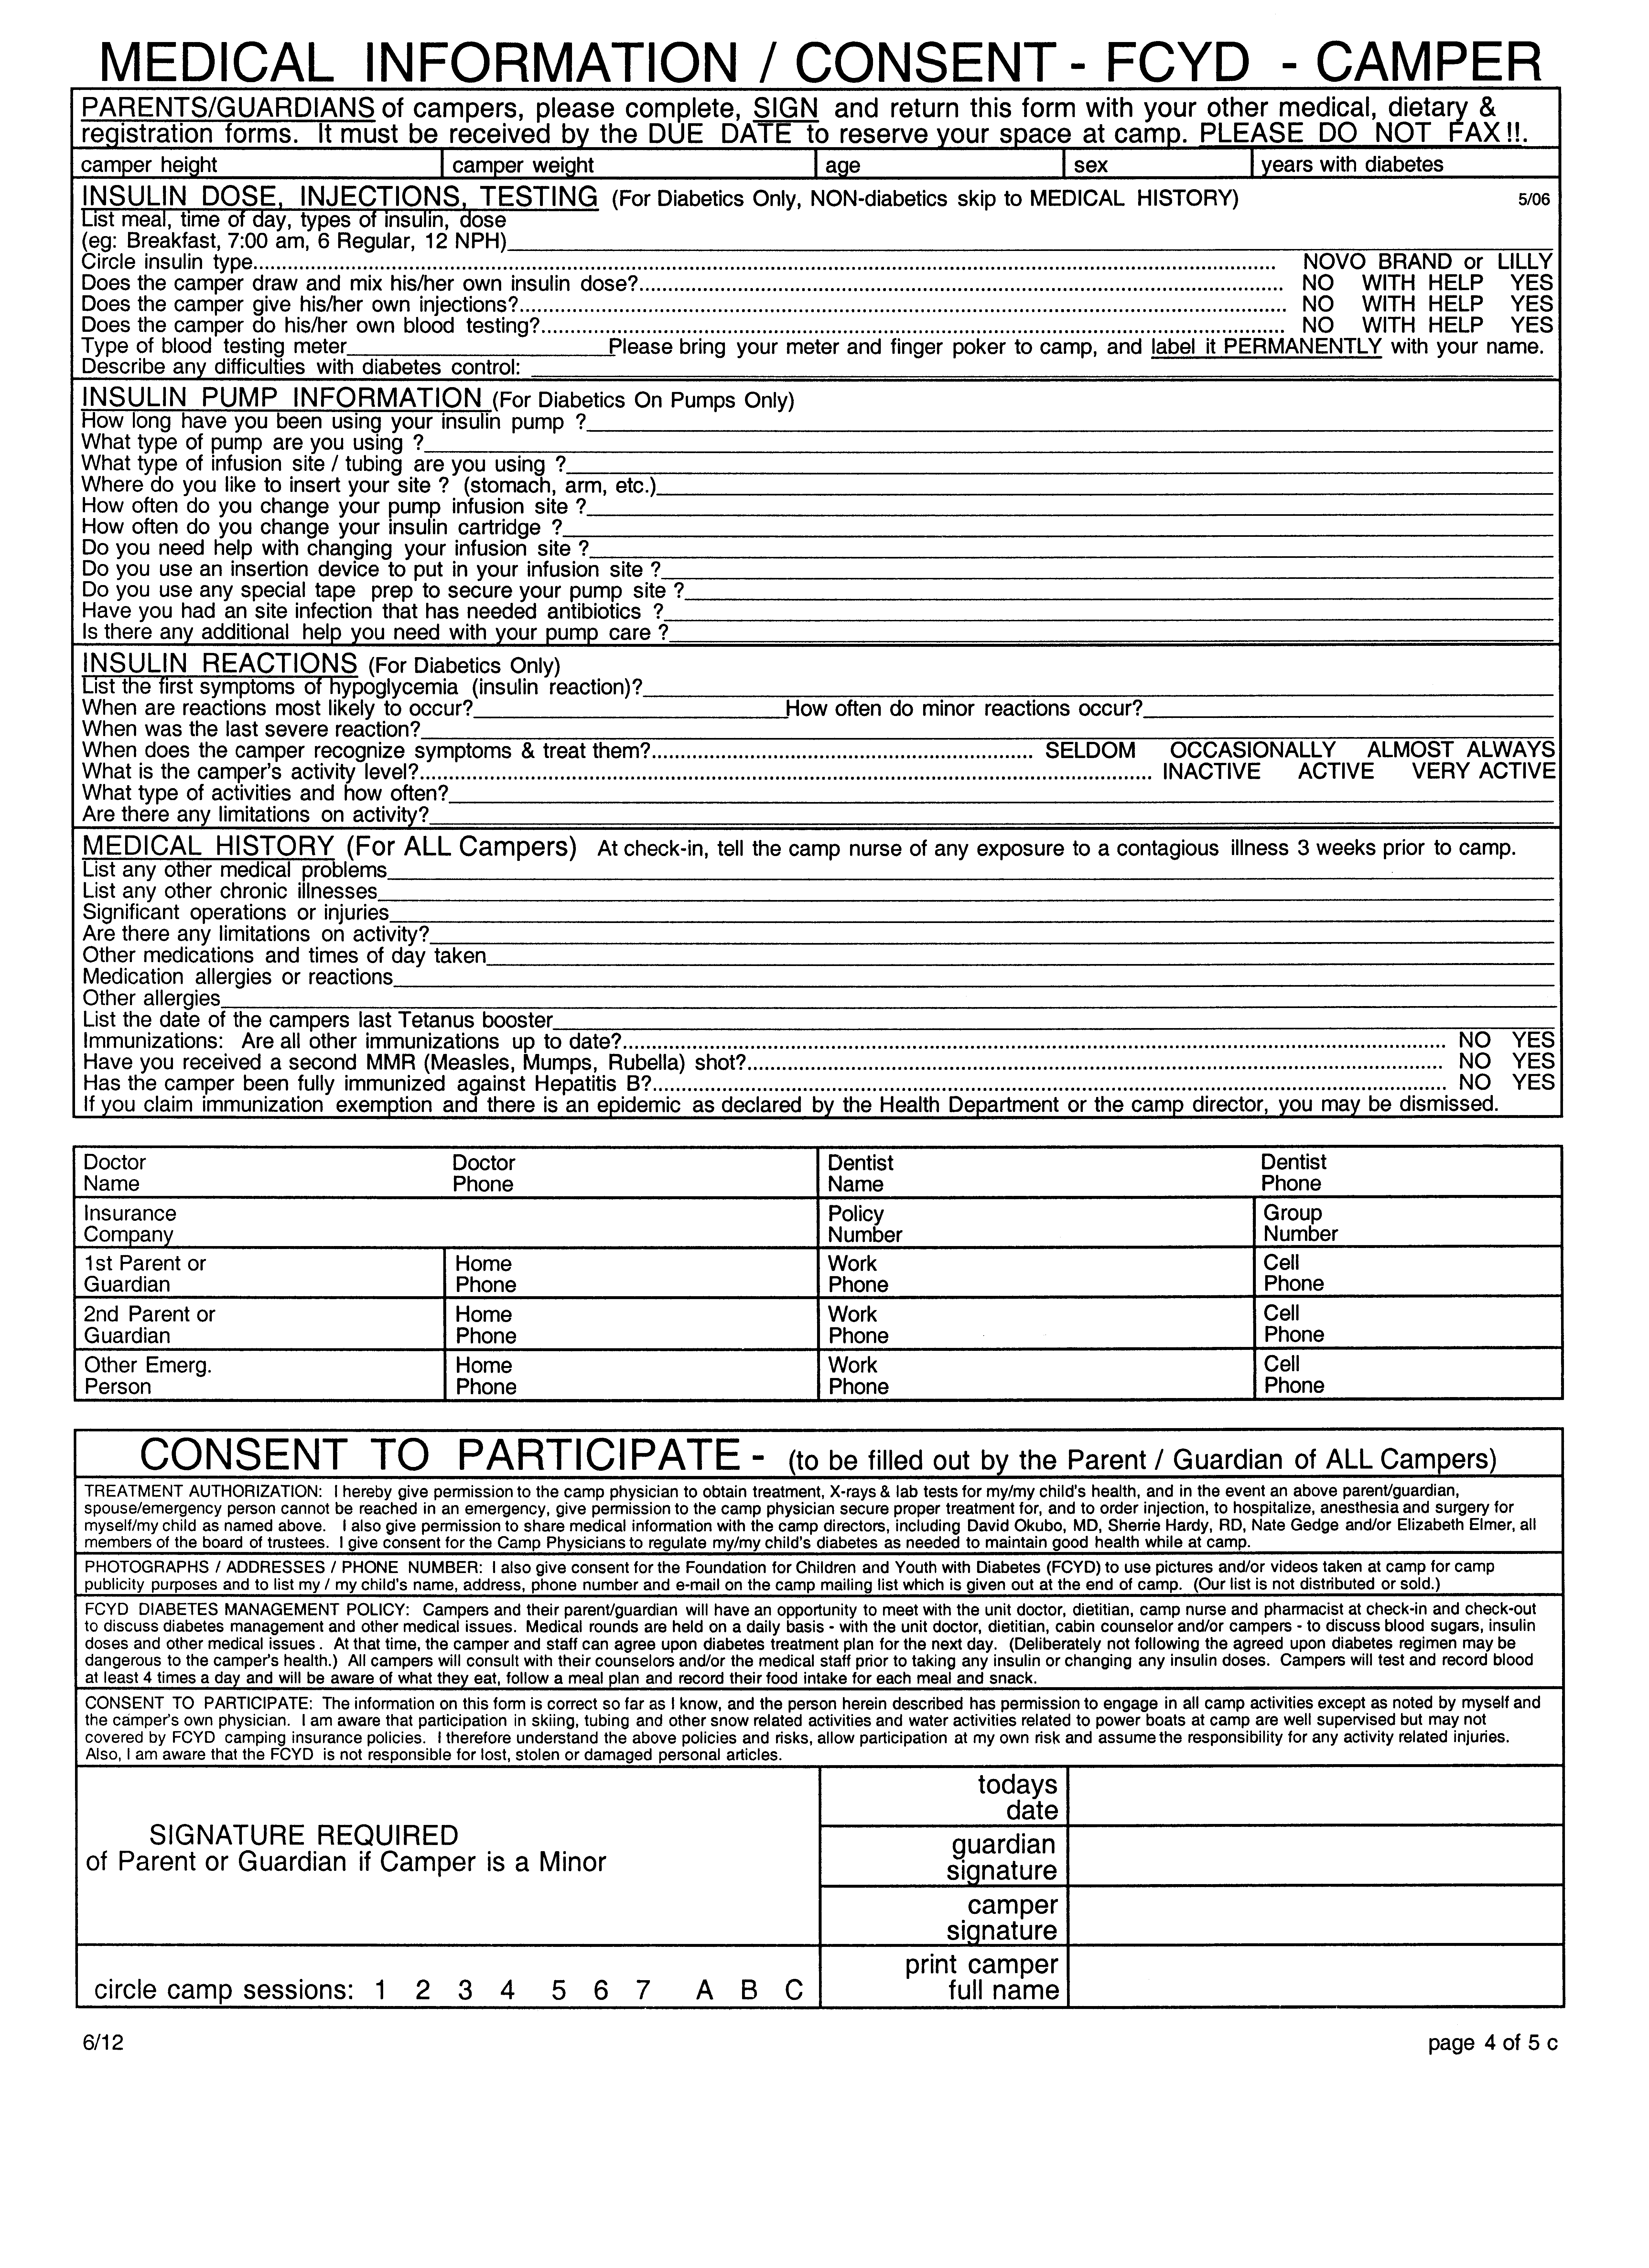 MEDICAL INFORMATION / CONSENT - FCYD - CAMPER
PARENTS/GUARDIANS of campers, please complete, SIGN and return this form with your other medical, dietary &
registration forms. It must be received by the DUE DATE to reserve your space at camp. PLEASE DO NOT FAX!!.
camper height camper weight age sex years with diabetes
INSULIN DOSE, INJECTIONS, TESTING (For Diabetics Only, NON-diabetics skip to MEDICAL HISTORY) 5/06
List meal, time of day, types of insulin, dose
(eg: Breakfast, 7:00 am, 6 Regular, 12 NPH)
Circle insulin type NOVO BRAND or LILLY
Does the camper draw and mix his/her own insulin dose? NO WITH HELP YES
Does the camper give his/her own injections? NO WITH HELP YES
Does the camper do his/her own blood testing? NO WITH HELP YES
Type of blood testing meter Please bring your meter and finger poker to camp, and label it PERMANENTLY with your name.
Describe any difficulties with diabetes control:
INSULIN PUMP INFORMATION (For Diabetics On Pumps Only)
How long have you been using your insulin pump ?
What type of pump are you using ?
What type of infusion site / tubing are you using ?
Where do you like to insert your site ? (stomach, arm, etc.)
How often do you change your pump infusion site ?
How often do you change your insulin cartridge ?
Do you need help with changing your infusion site ?
Do you use an insertion device to put in your infusion site ?
Do you use any special tape prep to secure your pump site ?
Have you had an site infection that has needed antibiotics ?
Is there any additional help you need with your pump care ?
INSULIN REACTIONS (For Diabetics Only)
List the first symptoms of hypoglycemia (insulin reaction)?
When are reactions most likely to occur? How often do minor reactions occur?
When was the last severe reaction?
When does the camper recognize symptoms & treat them? SELDOM OCCASIONALLY ALMOST ALWAYS
What is the camper's activity level? INACTIVE ACTIVE VERY ACTIVE
What type of activities and how often?
Are there any limitations on activity?
MEDICAL HISTORY (For ALL Campers) At check-in, tell the camp nurse of any exposure to a contagious illness 3 weeks prior to camp.
List any other medical problems
List any other chronic illnesses
Significant operations or injuries
Are there any limitations on activity?
Other medications and times of day taken
Medication allergies or reactions
Other allergies
List the date of the campers last Tetanus booster
Immunizations: Are all other immunizations up to date? NO YES
Have you received a second MMR (Measles, Mumps, Rubella) shot? NO YES
Has the camper been fully immunized against Hepatitis B? NO YES
If you claim immunization exemption and there is an epidemic as declared by the Health Department or the camp director, you may be dismissed.
Doctor Doctor Dentist Dentist
Name Phone Name Phone
Insurance Policy Group
Company Number Number
1st Parent or Home Work Cell
Guardian Phone Phone Phone
2nd Parent or Home Work Cell
Guardian Phone Phone Phone
Other Emerg. Home Work Cell
Person Phone Phone Phone
CONSENT TO PARTICIPATE - (to be filled out by the Parent / Guardian of ALL Campers)
TREATMENT AUTHORIZATION: I hereby give permission to the camp physician to obtain treatment, X-rays & lab tests for my/my child's health, and in the event an above parent/guardian,
spouse/emergency person cannot be reached in an emergency, give permission to the camp physician secure proper treatment for, and to order injection, to hospitalize, anesthesia and surgery for
myself/my child as named above. I also give permission to share medical information with the camp directors, including David Okubo, MD, Sherrie Hardy, RD, Nate Gedge and/or Elizabeth Elmer, all
members of the board of trustees. I give consent for the Camp Physicians to regulate my/my child's diabetes as needed to maintain good health while at camp.
PHOTOGRAPHS / ADDRESSES / PHONE NUMBER: I also give consent for the Foundation for Children and Youth with Diabetes (FCYD) to use pictures and/or videos taken at camp for camp
publicity purposes and to list my / my child's name, address, phone number and e-mail on the camp mailing list which is given out at the end of camp. (Our list is not distributed or sold.)
FCYD DIABETES MANAGEMENT POLICY: Campers and their parent/guardian will have an opportunity to meet with the unit doctor, dietitian, camp nurse and pharmacist at check-in and check-out
to discuss diabetes management and other medical issues. Medical rounds are held on a daily basis - with the unit doctor, dietitian, cabin counselor and/or campers - to discuss blood sugars, insulin
doses and other medical issues. At that time, the camper and staff can agree upon diabetes treatment plan for the next day. (Deliberately not following the agreed upon diabetes regimen may be
dangerous to the camper's health.) All campers will consult with their counselors and/or the medical staff prior to taking any insulin or changing any insulin doses. Campers will test and record blood
at least 4 times a day and will be aware of what they eat, follow a meal plan and record their food intake for each meal and snack.
CONSENT TO PARTICIPATE: The information on this form is correct so far as I know, and the person herein described has permission to engage in all camp activities except as noted by myself and
the camper's own physician. I am aware that participation in skiing, tubing and other snow related activities and water activities related to power boats at camp are well supervised but may not
covered by FCYD camping insurance policies. I therefore understand the above policies and risks, allow participation at my own risk and assume the responsibility for any activity related injuries.
Also, I am aware that the FCYD is not responsible for lost, stolen or damaged personal articles.
SIGNATURE REQUIRED
of Parent or Guardian if Camper is a Minor
todays
date
guardian
signature
camper
signature
circle camp sessions: 1 2 3 4 5 6 7 A B C
print camper
full name
6/12 page 4 of 5 c